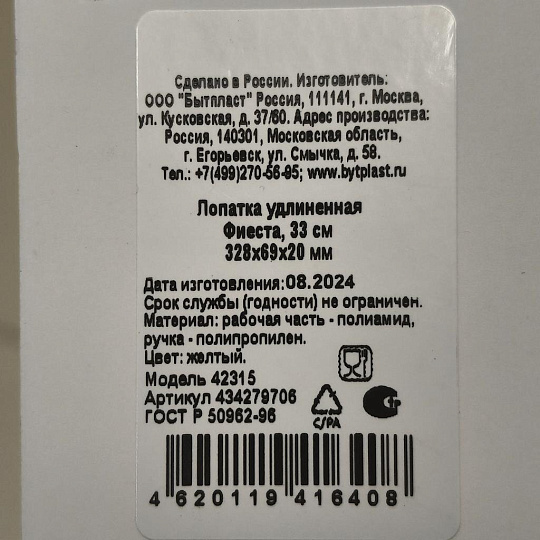 Сделано в России. Изготовитель:
ООО "Бытпласт" Россия, 111141, г. Москва,
ул. Кусковская, д. 37/60. Адрес производства:
Россия, 140301, Московская область,
г. Егорьевск, ул. Смычка, д. 58.
Тел.: +7(499)270-56-95; www.bytplast.ru
Лопатка удлиненная
Фиеста, 33 см
328x69x20 мм
Дата изготовления:08.2024
Срок службы (годности) не ограничен.
Материал: рабочая часть - полиамид,
ручка - полипропилен.
Цвет: желтый.
Модель 42315
Артикул 434279706
ГОСТ Р 50962-96
C/PA
4 620119 416408